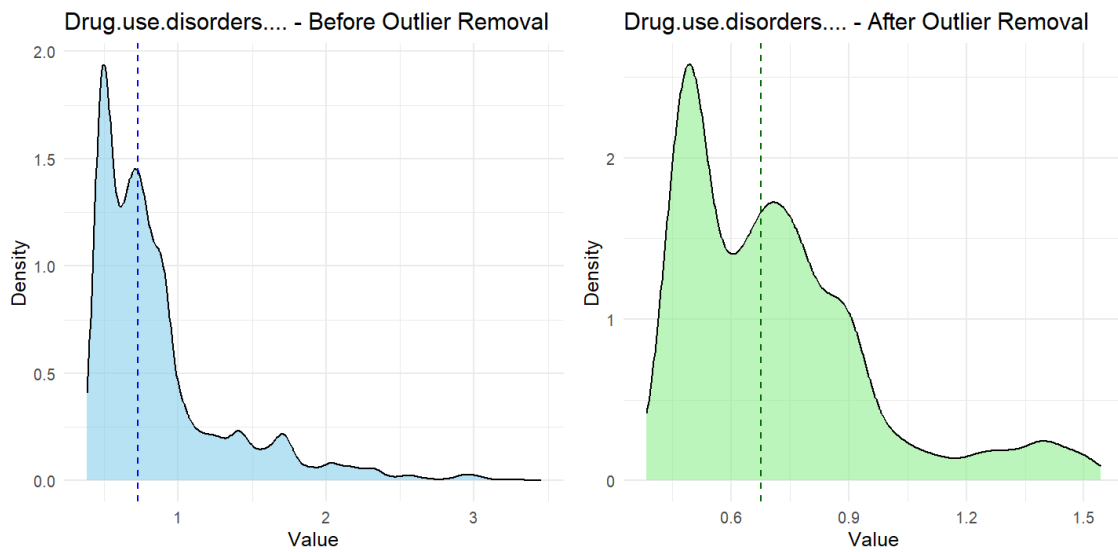 Drug.use.disorders.... - Before Outlier Removal
2.0
1.5
1.0
0.5
0.0
Density
1
2
3
Value
Drug.use.disorders.... - After Outlier Removal
2
1
0
Density
0.6
0.9
1.2
1.5
Value